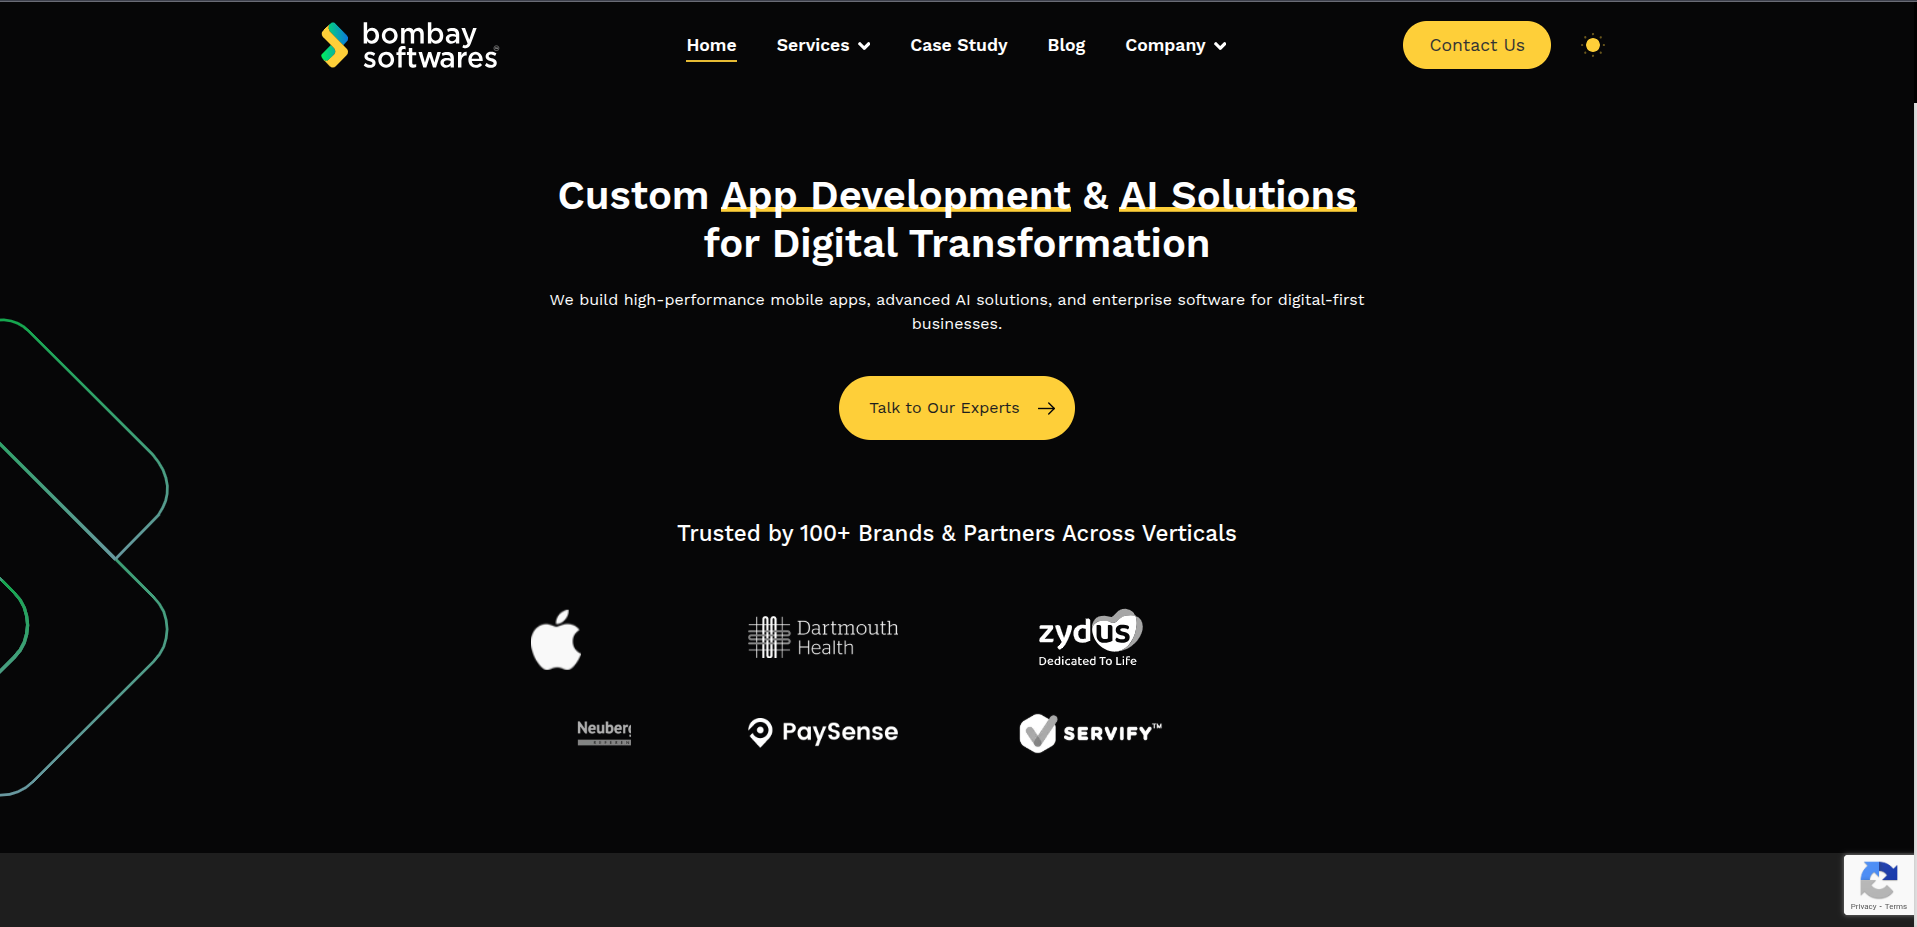 bombay
softwares
Home Services Case Study Blog Company
Contact Us
Custom App Development & AI Solutions
for Digital Transformation
We build high-performance mobile apps, advanced AI solutions, and enterprise software for digital-first
businesses.
Talk to Our Experts
Trusted by 100+ Brands & Partners Across Verticals
Dartmouth
Health
zydus
Dedicated To Life
Neuberg
PaySense
SERVIFY™
Privacy - Terms